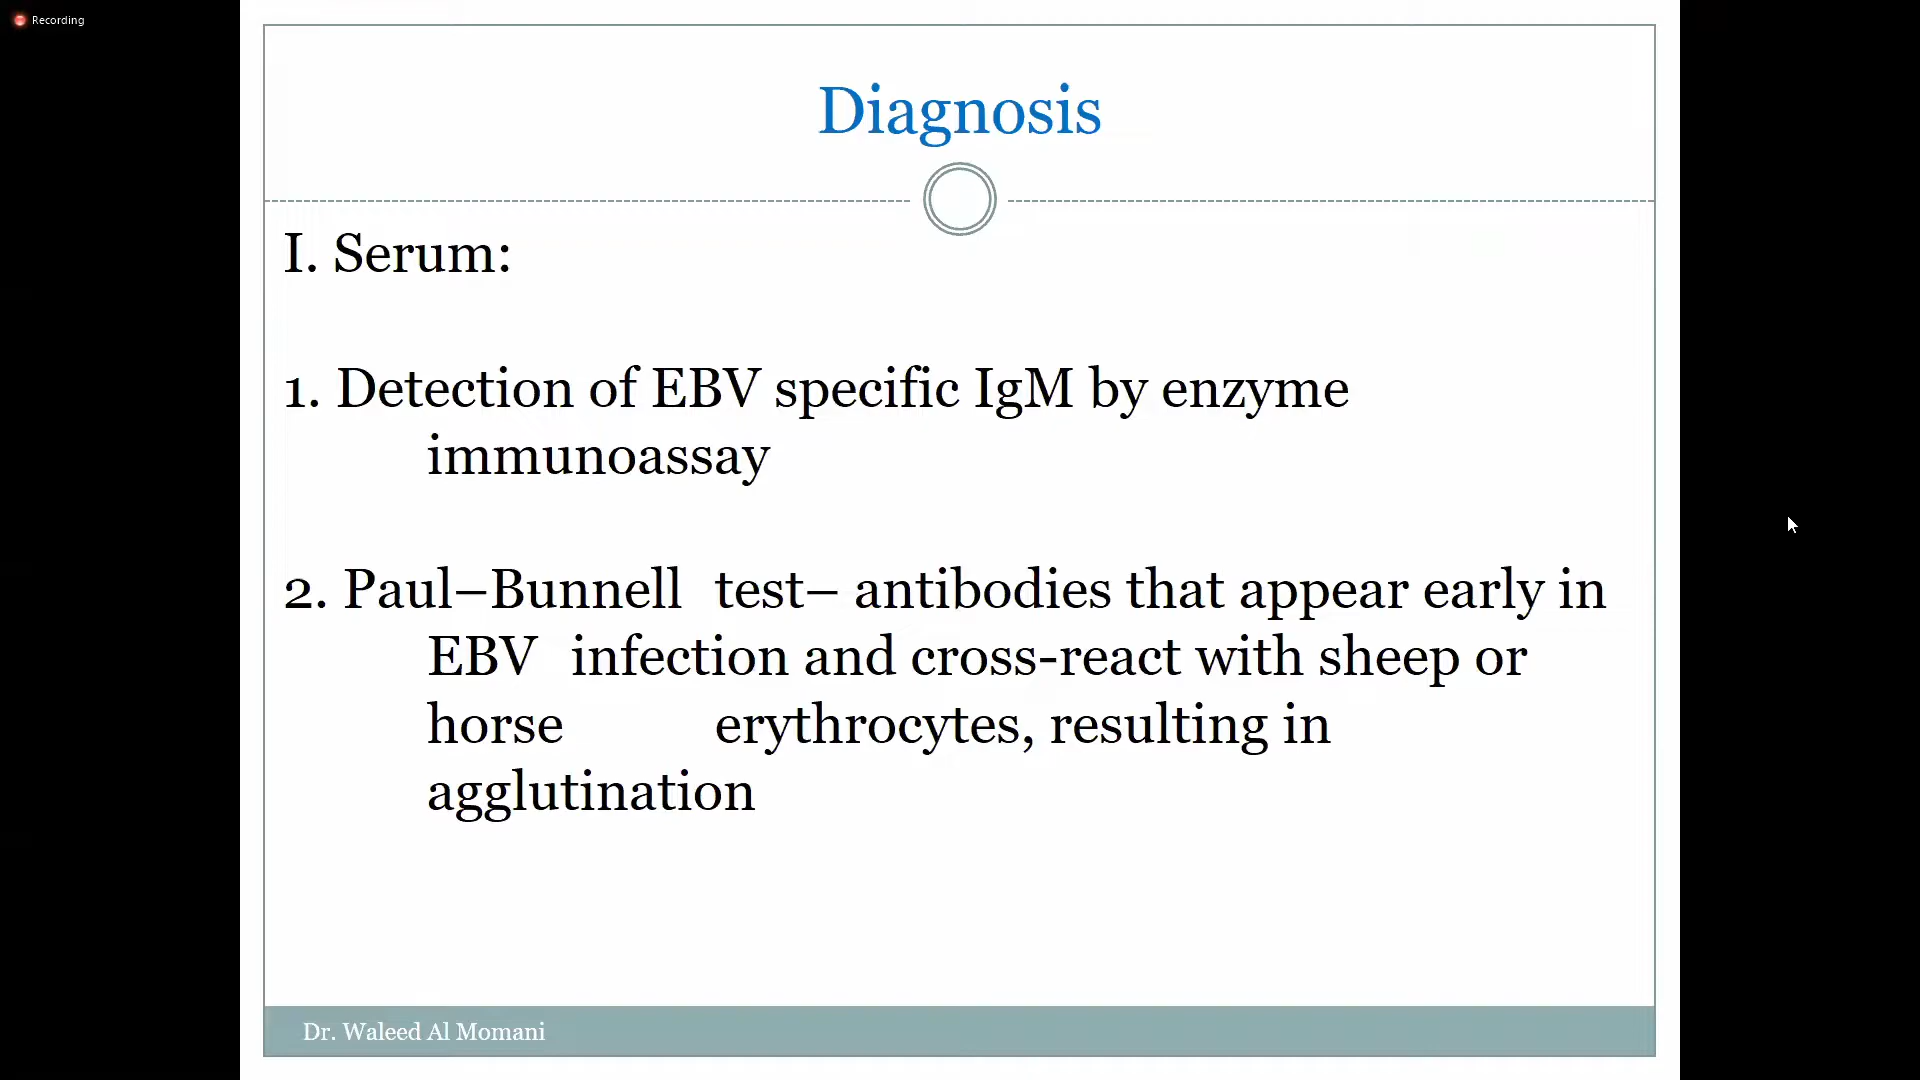 Recording
Diagnosis
I. Serum:
1. Detection of EBV specific IgM by enzyme
immunoassay
2. Paul–Bunnell test– antibodies that appear early in
EBV infection and cross-react with sheep or
horse erythrocytes, resulting in
agglutination
Dr. Waleed Al Momani